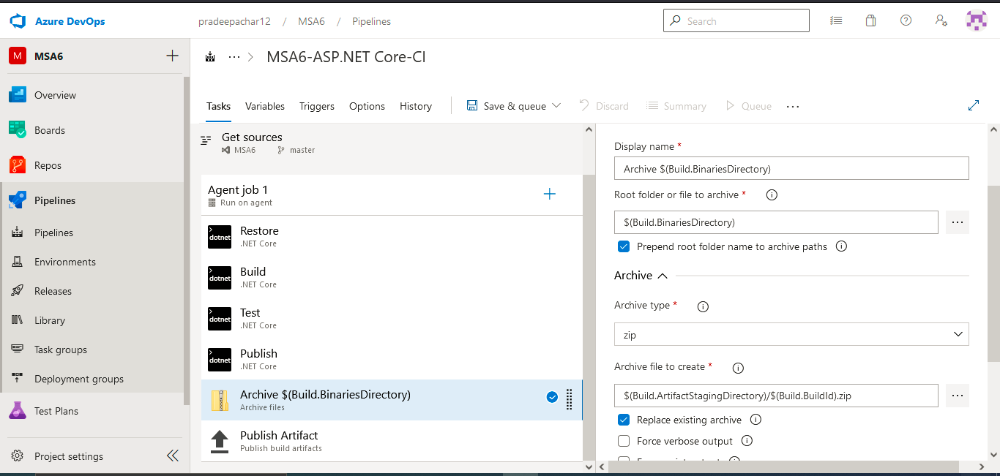 Azure DevOps
pradeepachar12 / MSA6 / Pipelines
Search
M MSA6
Overview
Boards
Repos
Pipelines
Pipelines
Environments
Releases
Library
Task groups
Deployment groups
Test Plans
Project settings
··· > MSA6-ASP.NET Core-CI
Tasks Variables Triggers Options History Save & queue Discard Summary Queue ···
Get sources
MSA6 master
Agent job 1
Run on agent
dotnet Restore
.NET Core
dotnet Build
.NET Core
dotnet Test
.NET Core
dotnet Publish
.NET Core
Archive $(Build.BinariesDirectory)
Archive files
Publish Artifact
Publish build artifacts
Display name *
Archive $(Build.BinariesDirectory)
Root folder or file to archive *
$(Build.BinariesDirectory) ···
Prepend root folder name to archive paths
Archive
Archive type *
zip
Archive file to create *
$(Build.ArtifactStagingDirectory)/$(Build.BuildId).zip ···
Replace existing archive
Force verbose output